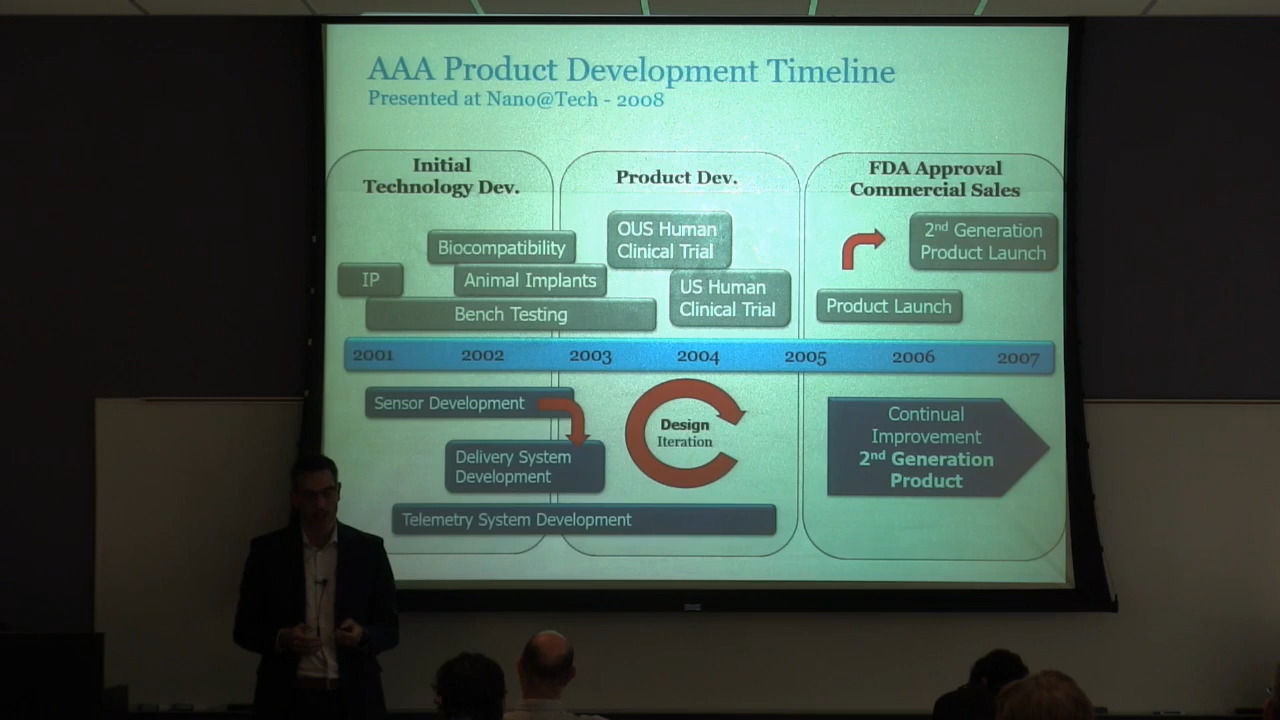 AAA Product Development Timeline
Presented at Nano@Tech - 2008
Initial
Technology Dev.
Product Dev.
FDA Approval
Commercial Sales
Biocompatibility
IP
Animal Implants
Bench Testing
OUS Human
Clinical Trial
US Human
Clinical Trial
2nd Generation
Product Launch
Product Launch
2001 2002 2003 2004 2005 2006 2007
Sensor Development
Delivery System
Development
Telemetry System Development
Design
Iteration
Continual
Improvement
2nd Generation
Product